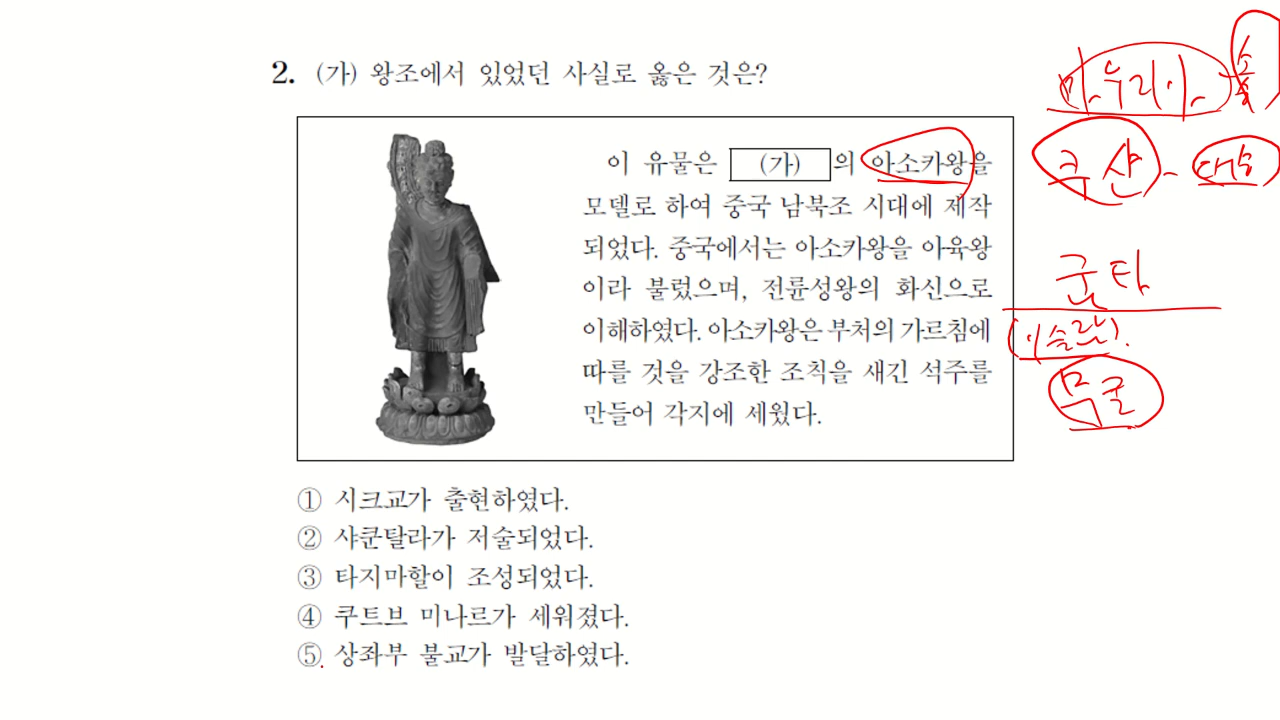 2. (가) 왕조에서 있었던 사실로 옳은 것은?
이 유물은 (가) 의 아소카왕을
모델로 하여 중국 남북조 시대에 제작
되었다. 중국에서는 아소카왕을 아육왕
이라 불렀으며, 전륜성왕의 화신으로
이해하였다. 아소카왕은 부처의 가르침에
따를 것을 강조한 조칙을 새긴 석주를
만들어 각지에 세웠다.
① 시크교가 출현하였다.
② 샤쿤탈라가 저술되었다.
③ 타지마할이 조성되었다.
④ 쿠트브 미나르가 세워졌다.
⑤ 상좌부 불교가 발달하였다.
마우리아
쿠샨 - 대승
굽타
(이슬람).
무굴